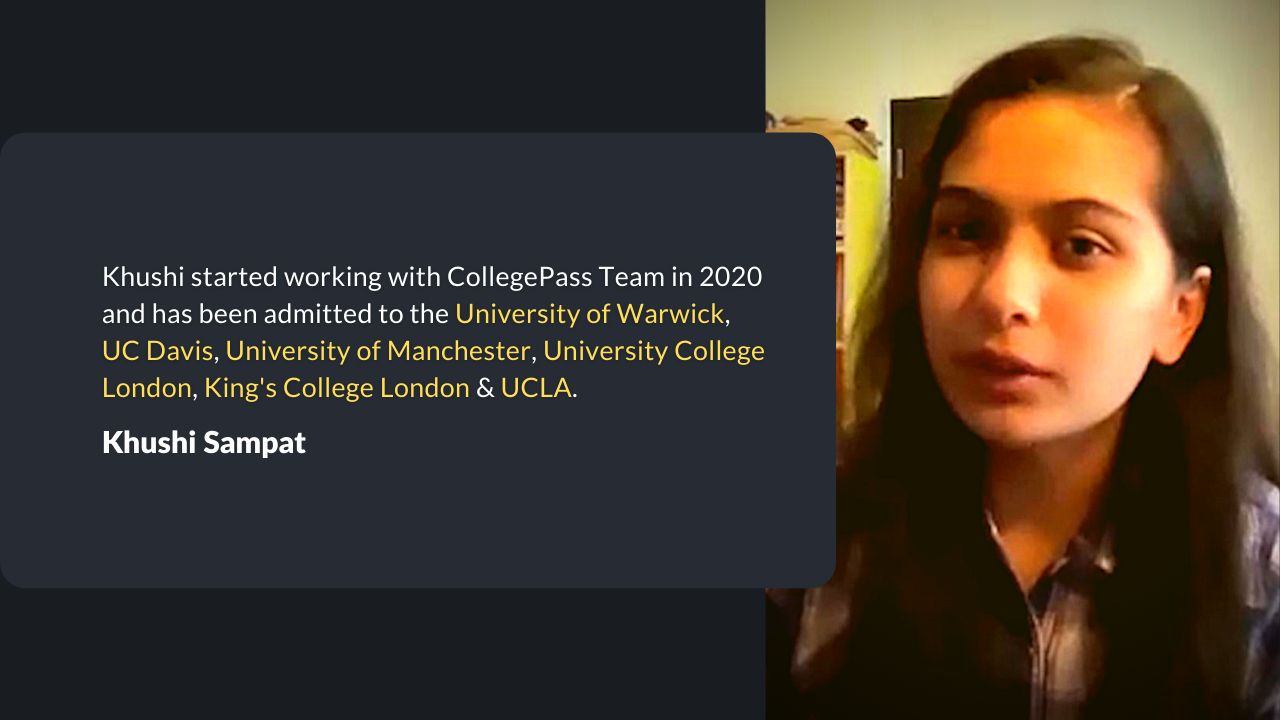 Khushi started working with CollegePass Team in 2020
and has been admitted to the University of Warwick,
UC Davis, University of Manchester, University College
London, King's College London & UCLA.
Khushi Sampat